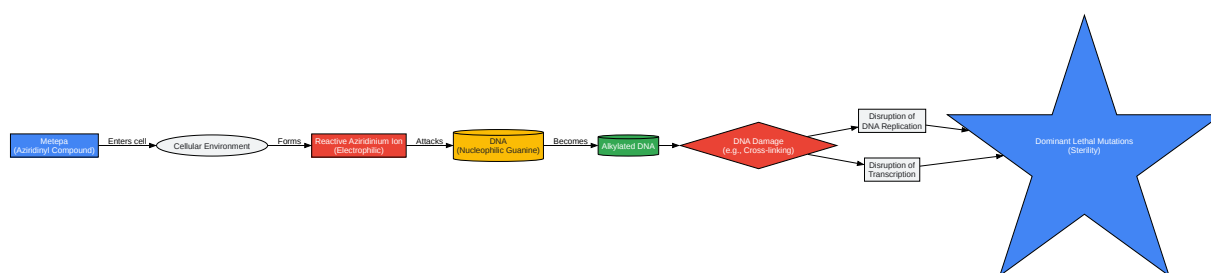 Metepa
(Aziridinyl Compound)
Enters cell
Cellular Environment
Forms
Reactive Aziridinium Ion
(Electrophilic)
Attacks
DNA
(Nucleophilic Guanine)
Becomes
Alkylated DNA
DNA Damage
(e.g., Cross-linking)
Disruption of
DNA Replication
Disruption of
Transcription
Dominant Lethal Mutations
(Sterility)